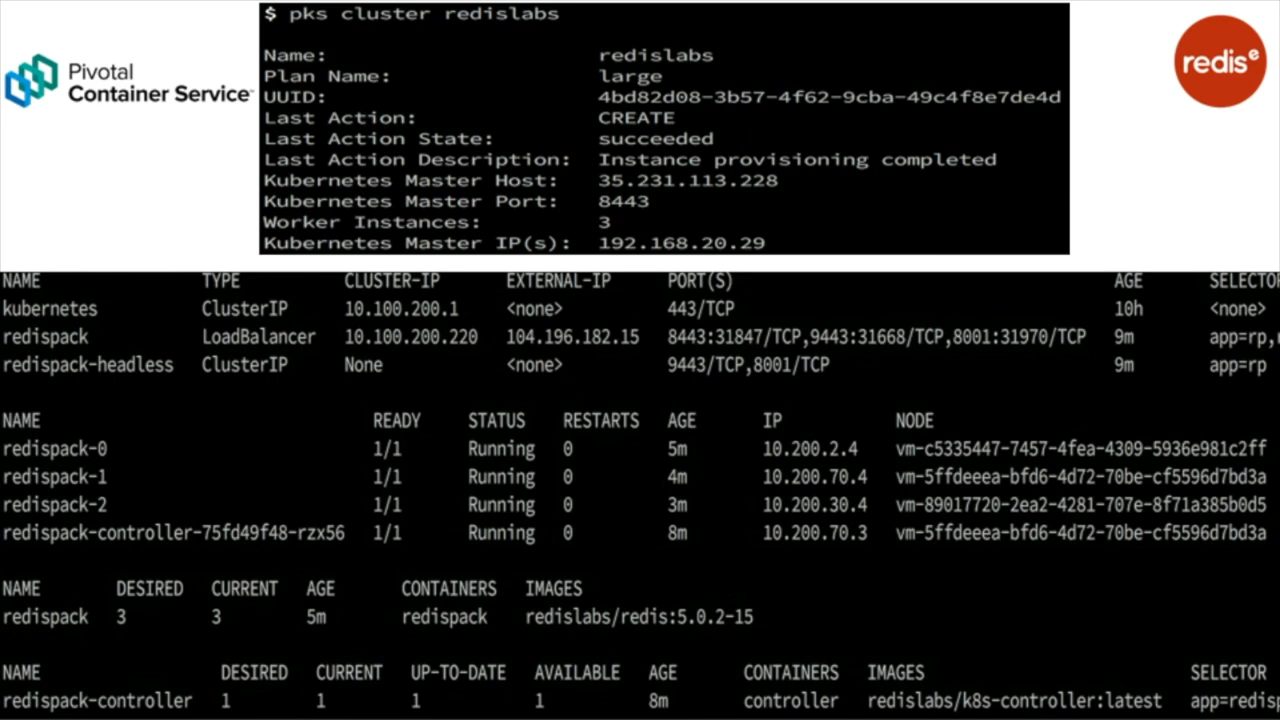 $ pks cluster redislabs
Name: redislabs
Plan Name: large
UUID: 4bd82d08-3b57-4f62-9cba-49c4f8e7de4d
Last Action: CREATE
Last Action State: succeeded
Last Action Description: Instance provisioning completed
Kubernetes Master Host: 35.231.113.228
Kubernetes Master Port: 8443
Worker Instances: 3
Kubernetes Master IP(s): 192.168.20.29
Pivotal
Container Service™
redis^e
NAME TYPE CLUSTER-IP EXTERNAL-IP PORT(S) AGE SELECTOR
kubernetes ClusterIP 10.100.200.1 <none> 443/TCP 10h <none>
redispack LoadBalancer 10.100.200.220 104.196.182.15 8443:31847/TCP,9443:31668/TCP,8001:31970/TCP 9m app=rp,
redispack-headless ClusterIP None <none> 9443/TCP,8001/TCP 9m app=rp
NAME READY STATUS RESTARTS AGE IP NODE
redispack-0 1/1 Running 0 5m 10.200.2.4 vm-c5335447-7457-4fea-4309-5936e981c2ff
redispack-1 1/1 Running 0 4m 10.200.70.4 vm-5ffdeeea-bfd6-4d72-70be-cf5596d7bd3a
redispack-2 1/1 Running 0 3m 10.200.30.4 vm-89017720-2ea2-4281-707e-8f71a385b0d5
redispack-controller-75fd49f48-rzx56 1/1 Running 0 8m 10.200.70.3 vm-5ffdeeea-bfd6-4d72-70be-cf5596d7bd3a
NAME DESIRED CURRENT AGE CONTAINERS IMAGES
redispack 3 3 5m redispack redislabs/redis:5.0.2-15
NAME DESIRED CURRENT UP-TO-DATE AVAILABLE AGE CONTAINERS IMAGES SELECTOR
redispack-controller 1 1 1 1 8m controller redislabs/k8s-controller:latest app=redisp